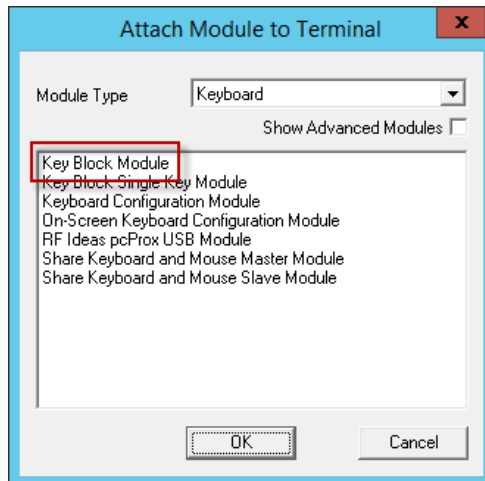 Attach Module to Terminal
x
Module Type
Keyboard
Show Advanced Modules
Key Block Module
Key Block Single Key Module
Keyboard Configuration Module
On-Screen Keyboard Configuration Module
RF Ideas pcProx USB Module
Share Keyboard and Mouse Master Module
Share Keyboard and Mouse Slave Module
OK
Cancel